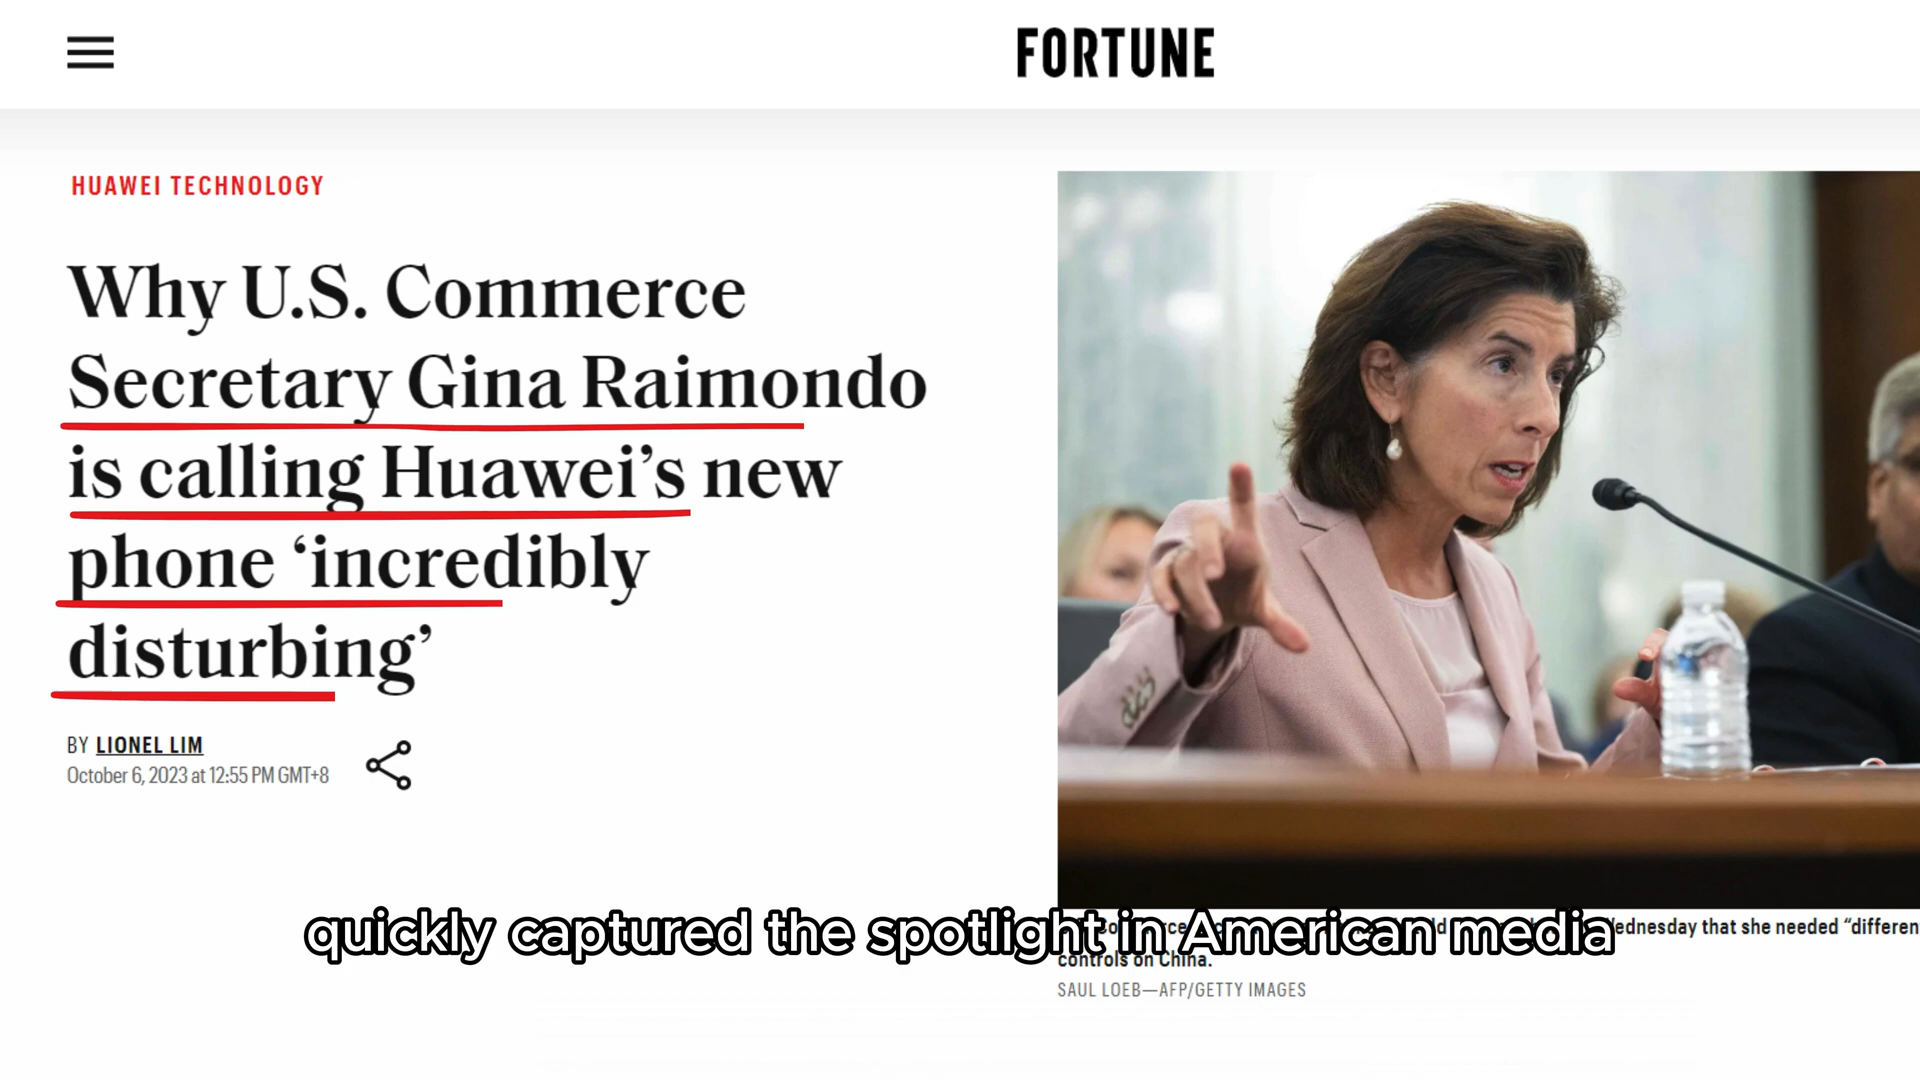 FORTUNE
HUAWEI TECHNOLOGY
Why U.S. Commerce
Secretary Gina Raimondo
is calling Huawei’s new
phone ‘incredibly
disturbing’
BY LIONEL LIM
October 6, 2023 at 12:55 PM GMT+8
quickly captured the spotlight in American media
that she needed “differen
controls on China.
SAUL LOEB—AFP/GETTY IMAGES